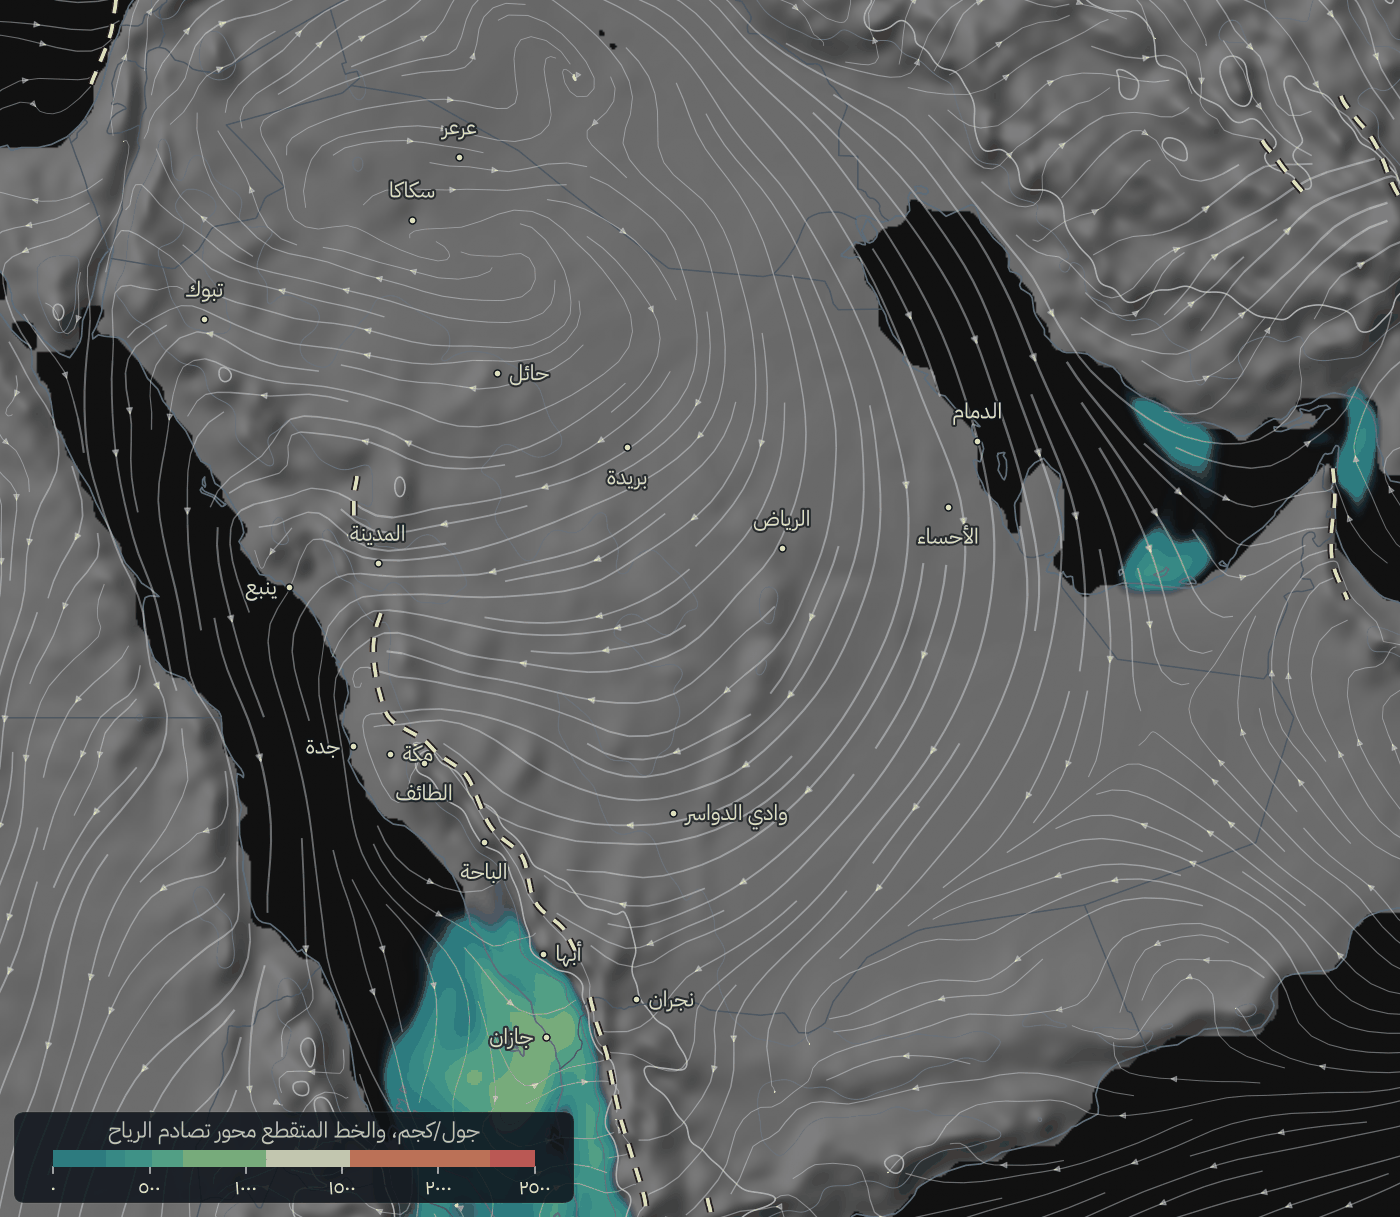 عرعر
سكاكا
تبوك
حائل
الدمام
بريدة
الرياض
الأحساء
المدينة
ينبع
جدة
مكة
الطائف
وادي الدواسر
الباحة
أبها
نجران
جازان
جول/كجم، والخط المتقطع محور تصادم الرياح
٠ ٥٠٠ ١٠٠٠ ١٥٠٠ ٢٠٠٠ ٢٥٠٠